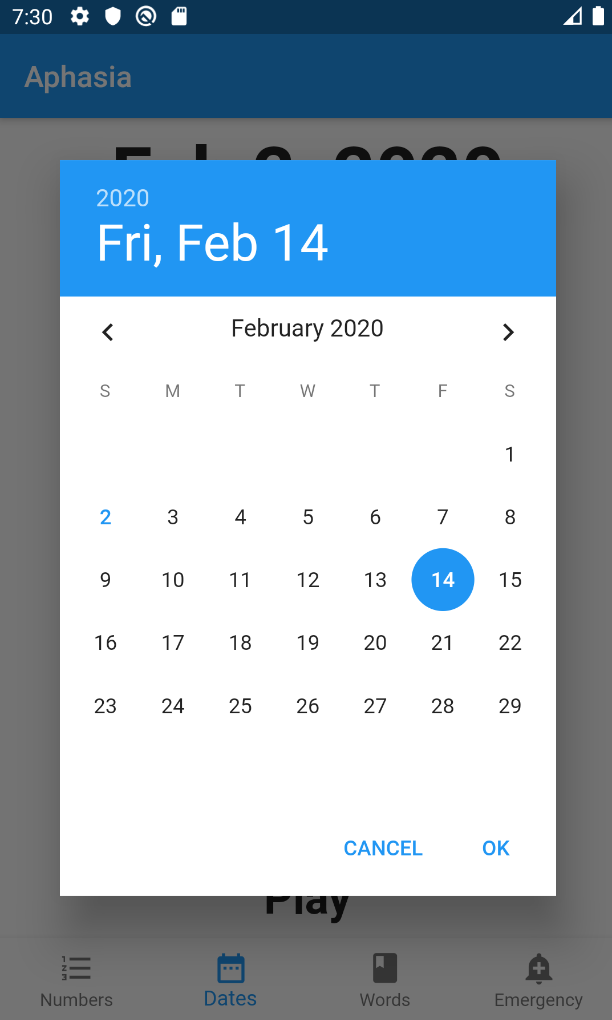 7:30
Aphasia
2020
Fri, Feb 14
February 2020
S M T W T F S
1
2 3 4 5 6 7 8
9 10 11 12 13 14 15
16 17 18 19 20 21 22
23 24 25 26 27 28 29
CANCEL OK
Play
Numbers Dates Words Emergency